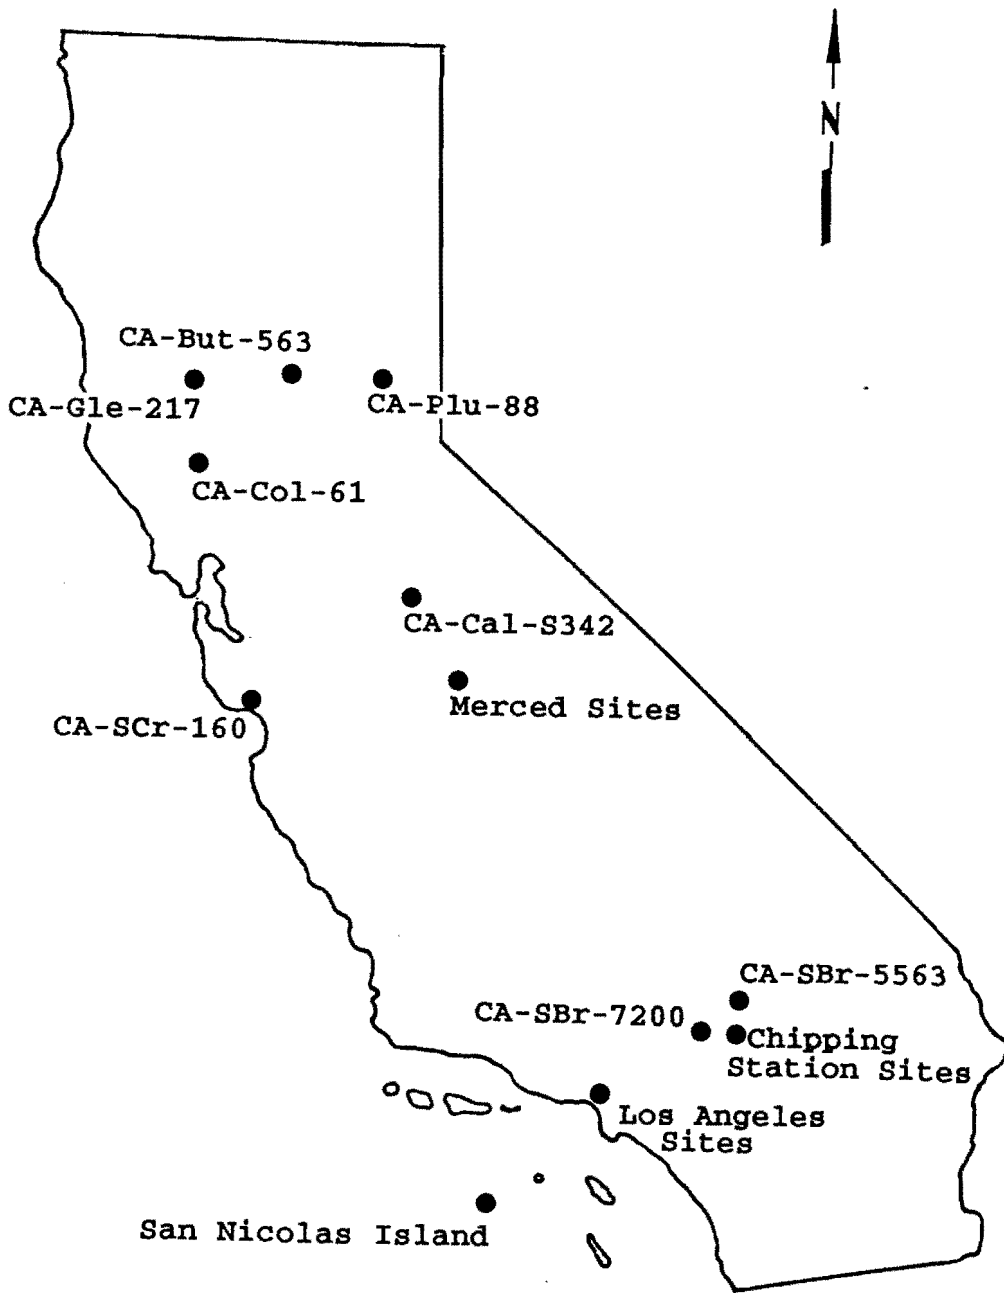 N
CA-But-563
CA-Gle-217
CA-Plu-88
CA-Col-61
CA-Cal-S342
Merced Sites
CA-SCr-160
CA-SBr-5563
CA-SBr-7200
Chipping
Station Sites
Los Angeles
Sites
San Nicolas Island